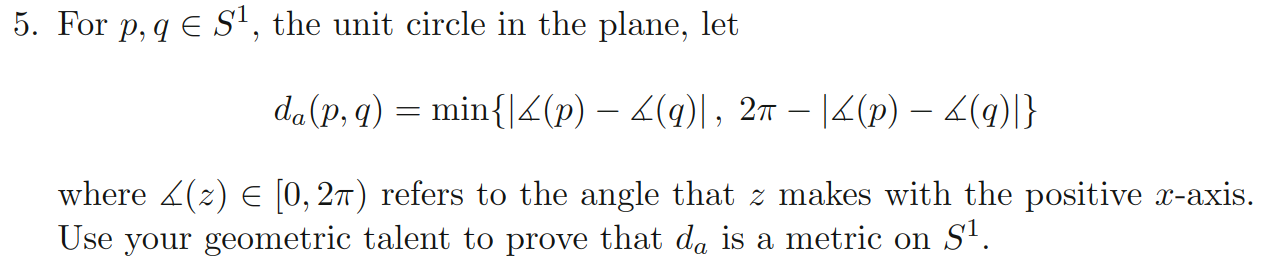 5. For p, q ∈ S¹, the unit circle in the plane, let
dₐ(p, q) = min{|∡(p) − ∡(q)| , 2π − |∡(p) − ∡(q)|}
where ∡(z) ∈ [0, 2π) refers to the angle that z makes with the positive x-axis.
Use your geometric talent to prove that dₐ is a metric on S¹.